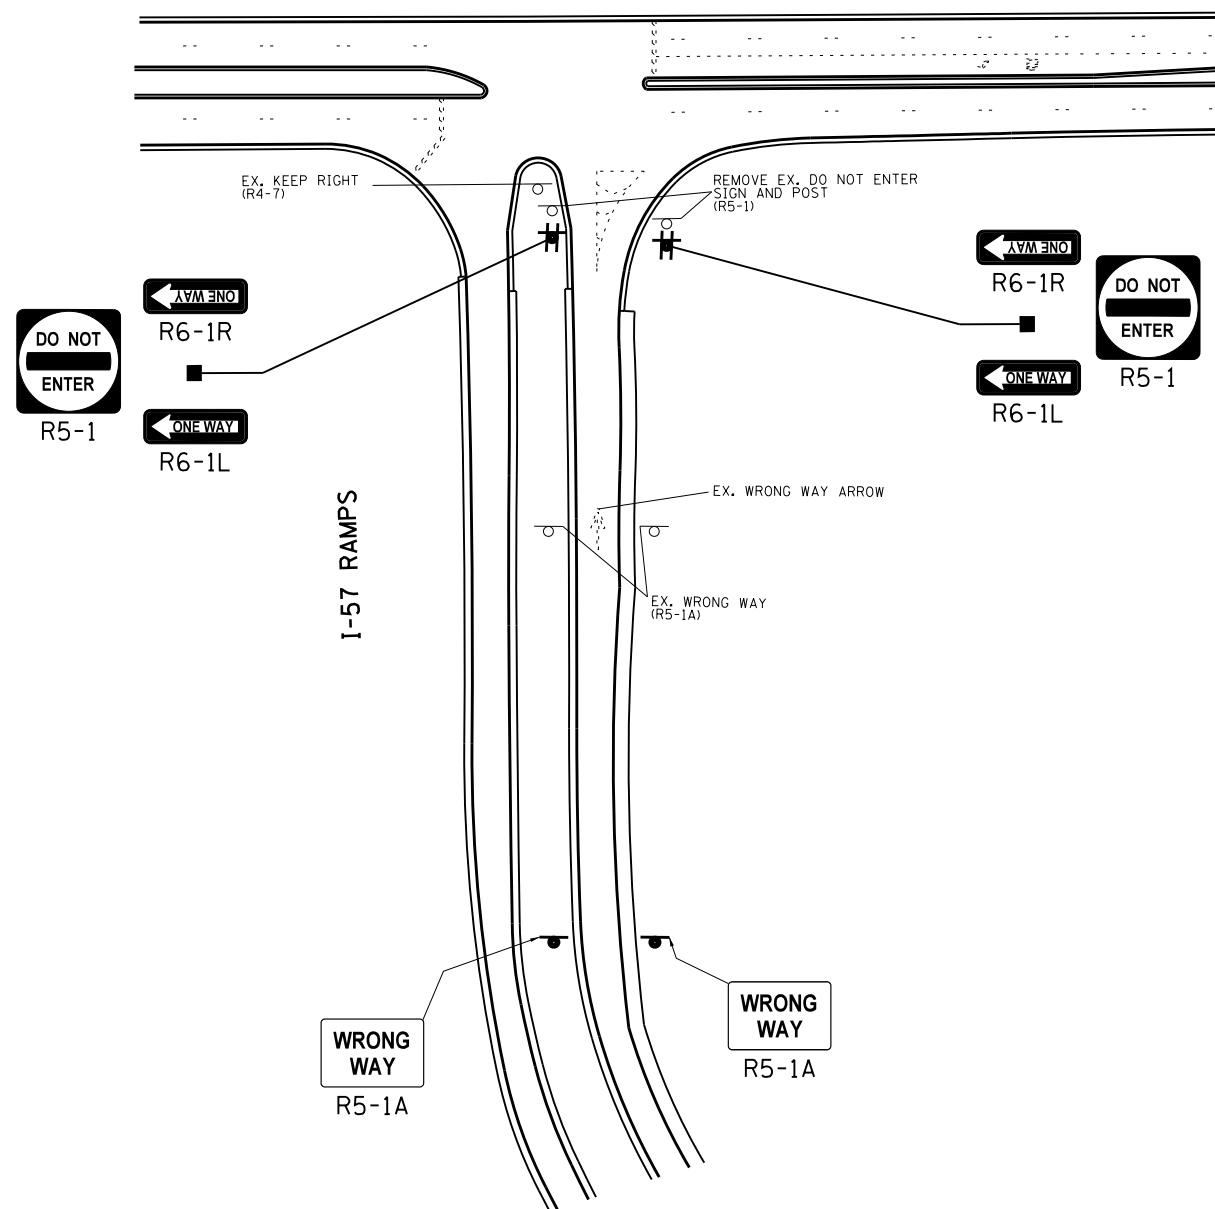 EX. KEEP RIGHT
(R4-7)
REMOVE EX. DO NOT ENTER
SIGN AND POST
(R5-1)
ONE WAY
R6-1R
DO NOT
ENTER
R5-1
ONE WAY
R6-1L
ONE WAY
R6-1R
DO NOT
ENTER
R5-1
ONE WAY
R6-1L
I-57 RAMPS
EX. WRONG WAY ARROW
EX. WRONG WAY
(R5-1A)
WRONG
WAY
R5-1A
WRONG
WAY
R5-1A